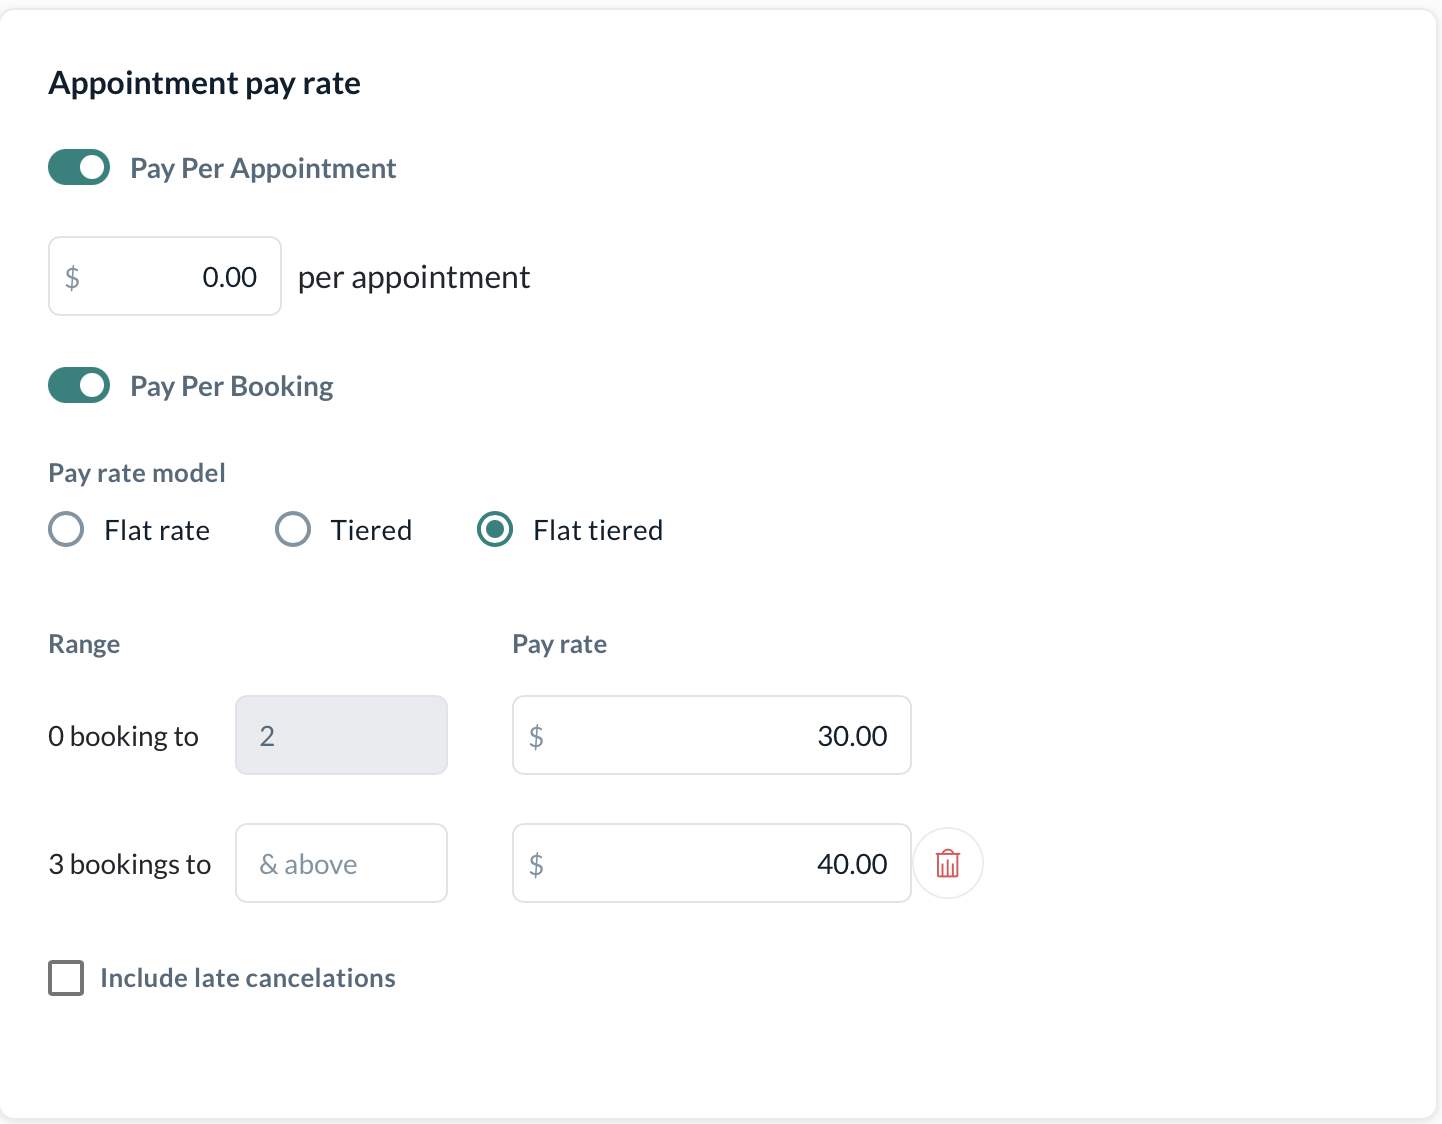 Appointment pay rate
Pay Per Appointment
$ 0.00 per appointment
Pay Per Booking
Pay rate model
Flat rate Tiered Flat tiered
Range Pay rate
0 booking to 2 $ 30.00
3 bookings to & above $ 40.00
Include late cancelations